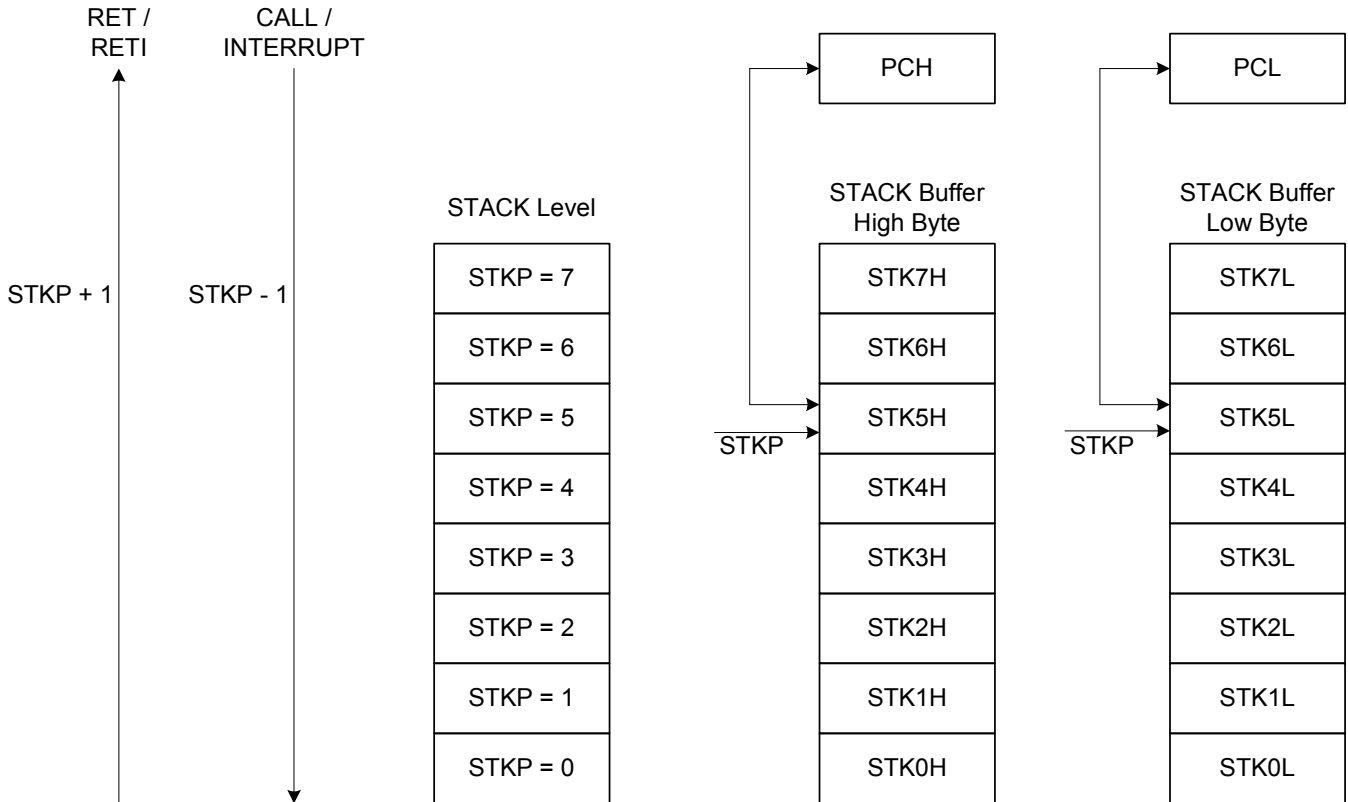 RET /
RETI
CALL /
INTERRUPT
PCH
PCL
STACK Level
STACK Buffer
High Byte
STACK Buffer
Low Byte
STKP + 1
STKP - 1
STKP = 7
STK7H
STK7L
STKP = 6
STK6H
STK6L
STKP = 5
STK5H
STK5L
STKP
STKP
STKP = 4
STK4H
STK4L
STKP = 3
STK3H
STK3L
STKP = 2
STK2H
STK2L
STKP = 1
STK1H
STK1L
STKP = 0
STK0H
STK0L